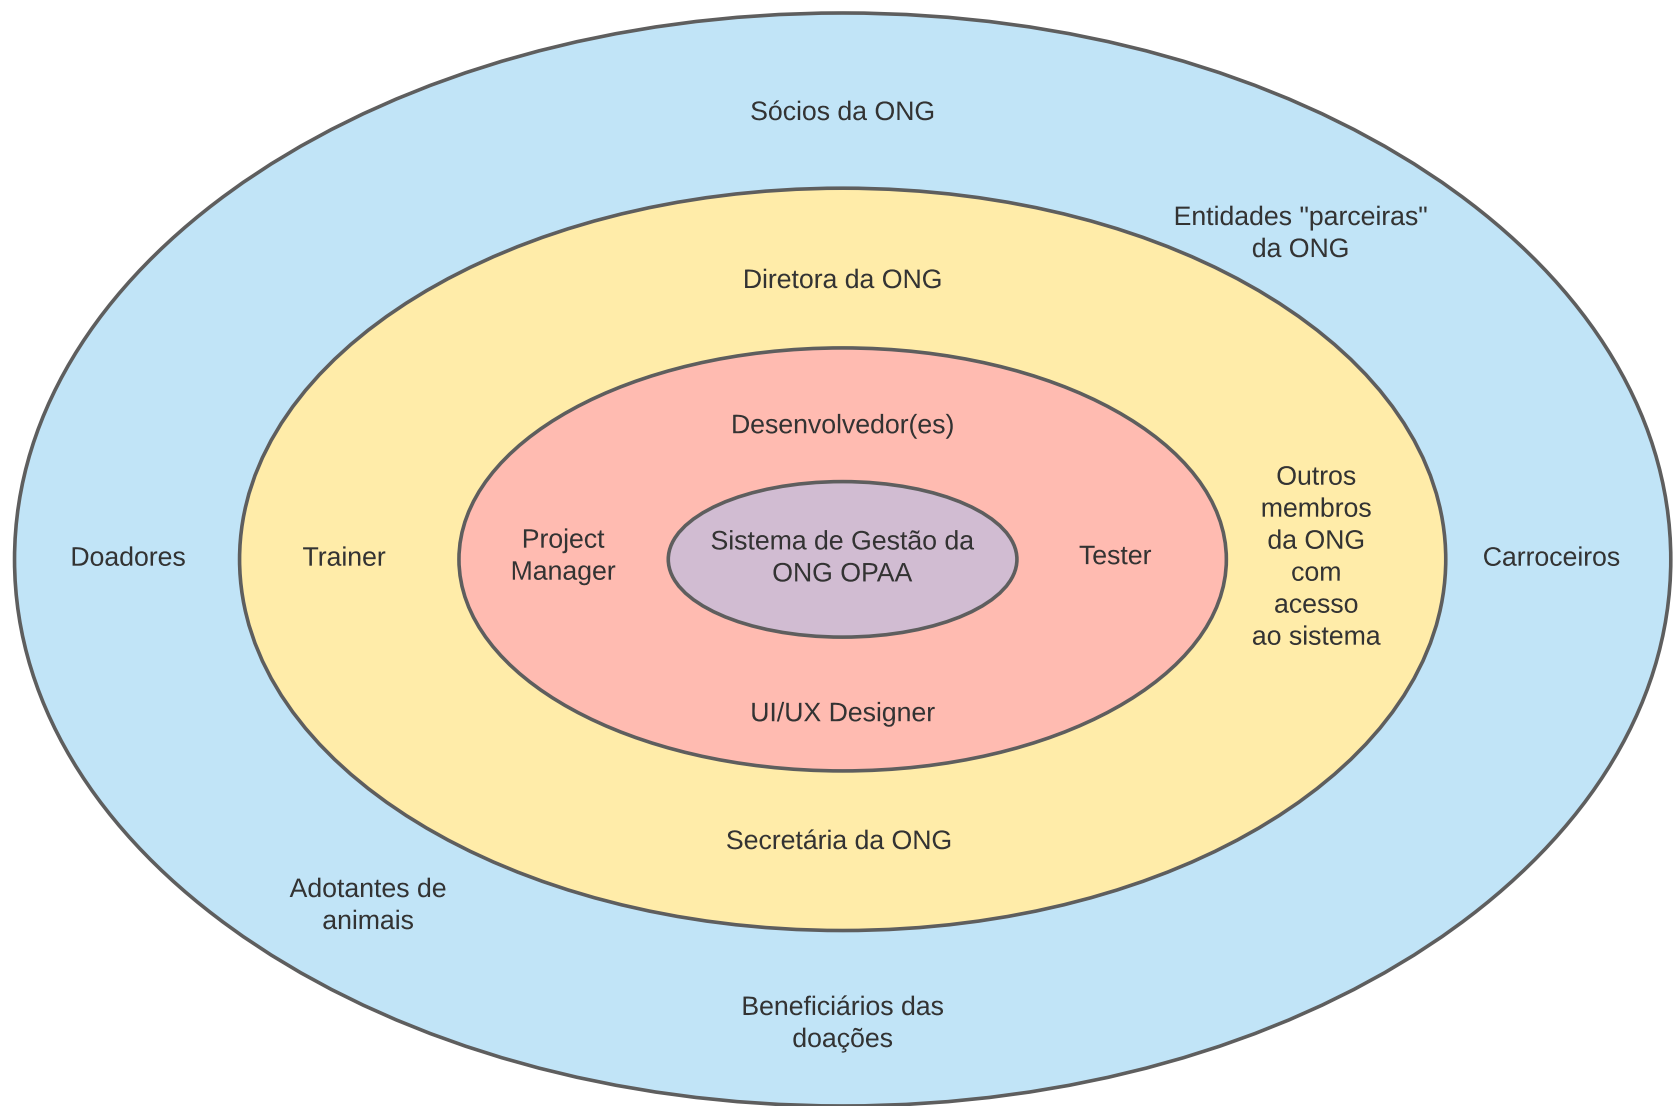 Sócios da ONG
Entidades "parceiras"
da ONG
Diretora da ONG
Desenvolvedor(es)
Outros
membros
da ONG
com
acesso
ao sistema
Doadores
Trainer
Project
Manager
Sistema de Gestão da
ONG OPAA
Tester
Carroceiros
UI/UX Designer
Secretária da ONG
Adotantes de
animais
Beneficiários das
doações